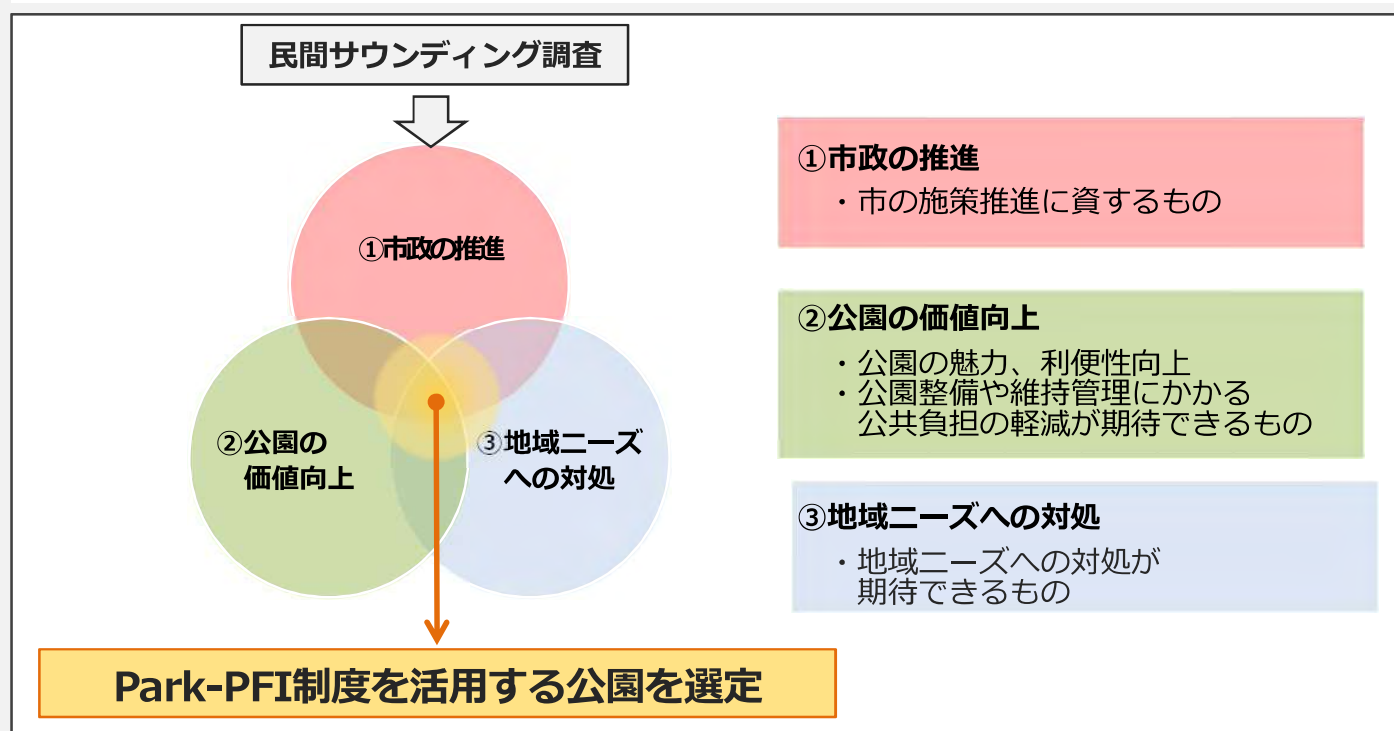 民間サウンディング調査
①市政の推進
②公園の
価値向上
③地域ニーズ
への対処
①市政の推進
・市の施策推進に資するもの
②公園の価値向上
・公園の魅力、利便性向上
・公園整備や維持管理にかかる
公共負担の軽減が期待できるもの
③地域ニーズへの対処
・地域ニーズへの対処が
期待できるもの
Park-PFI制度を活用する公園を選定